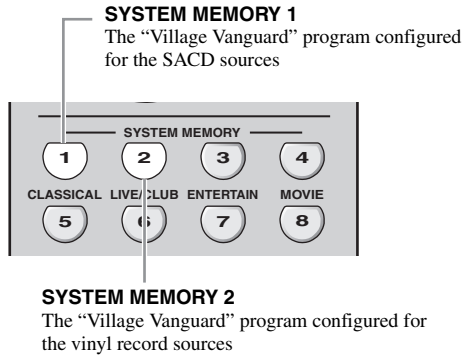 SYSTEM MEMORY 1
The “Village Vanguard” program configured
for the SACD sources
SYSTEM MEMORY
1 2 3 4
CLASSICAL LIVE/CLUB ENTERTAIN MOVIE
5 6 7 8
SYSTEM MEMORY 2
The “Village Vanguard” program configured for
the vinyl record sources